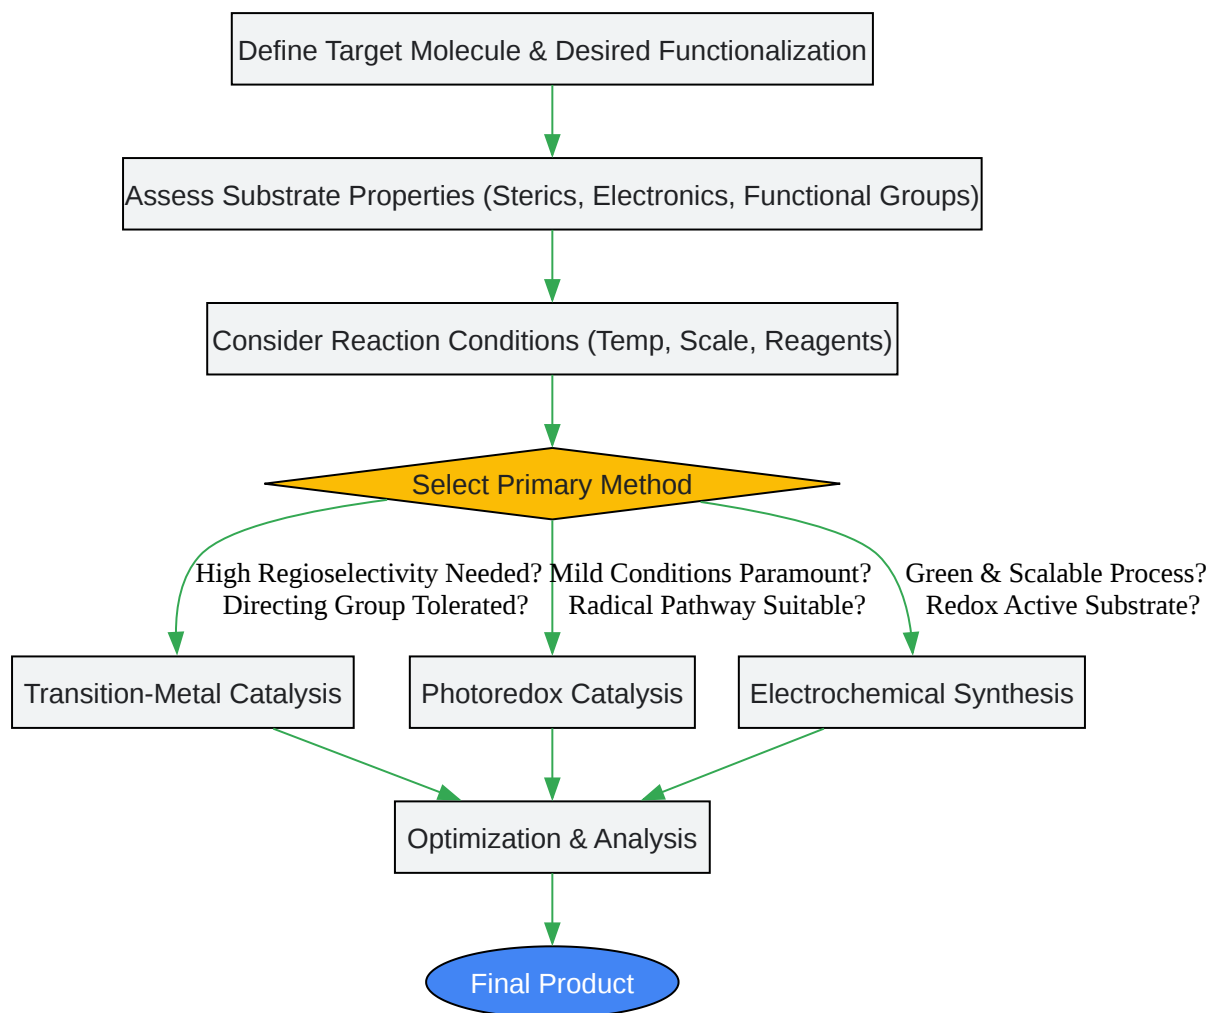 Define Target Molecule & Desired Functionalization
Assess Substrate Properties (Sterics, Electronics, Functional Groups)
Consider Reaction Conditions (Temp, Scale, Reagents)
Select Primary Method
High Regioselectivity Needed?
Directing Group Tolerated?
Mild Conditions Paramount?
Radical Pathway Suitable?
Green & Scalable Process?
Redox Active Substrate?
Transition-Metal Catalysis
Photoredox Catalysis
Electrochemical Synthesis
Optimization & Analysis
Final Product